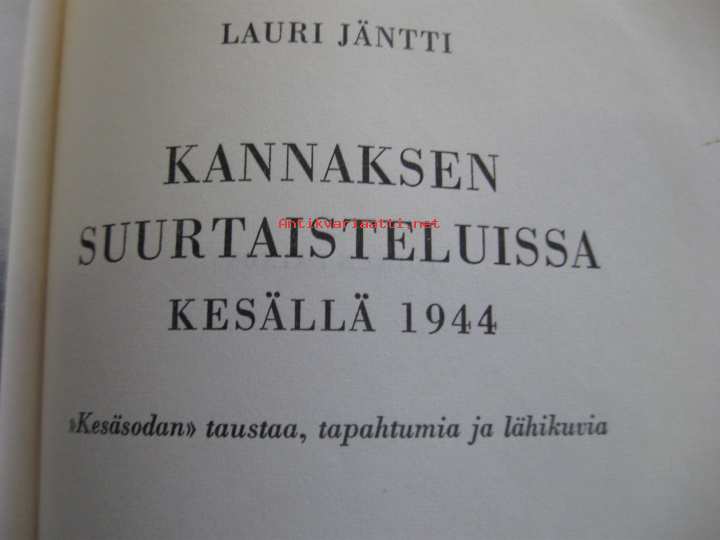 LAURI JÄNTTI
KANNAKSEN
Antikvariaatti.net
SUURTAISTELUISSA
KESÄLLÄ 1944
»Kesäsodan» taustaa, tapahtumia ja lähikuvia